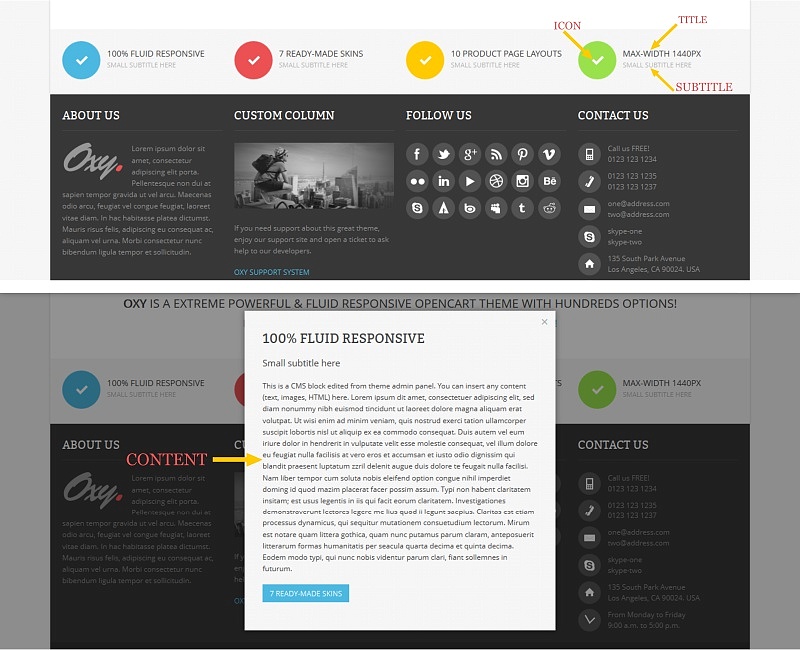 ICON
TITLE
100% FLUID RESPONSIVE
SMALL SUBTITLE HERE
7 READY-MADE SKINS
SMALL SUBTITLE HERE
10 PRODUCT PAGE LAYOUTS
SMALL SUBTITLE HERE
MAX-WIDTH 1440PX
SMALL SUBTITLE HERE
SUBTITLE
ABOUT US
Oxy.
Lorem ipsum dolor sit
amet, consectetur
adipiscing elit porta.
Pellentesque non dui at
sapien tempor gravida ut vel arcu. Maecenas
odio arcu, feugiat vel congue feugiat, laoreet
vitae diam. In hac habitasse platea dictumst.
Mauris risus felis, adipiscing eu consequat ac,
aliquam vel urna. Morbi consectetur nunc
bibendum ligula porttitor et sollicitudin.
CUSTOM COLUMN
If you need support about this great theme,
enjoy our support site and open a ticket to ask
help to our developers.
OXY SUPPORT SYSTEM
FOLLOW US
CONTACT US
Call us FREE!
0123 123 1234
0123 123 1235
0123 123 1237
one@address.com
two@address.com
skype-one
skype-two
135 South Park Avenue
Los Angeles, CA 90024. USA
OXY IS A EXTREME POWERFUL & FLUID RESPONSIVE OPENCART THEME WITH HUNDREDS OPTIONS!
100% FLUID RESPONSIVE
SMALL SUBTITLE HERE
MAX-WIDTH 1440PX
SMALL SUBTITLE HERE
ABOUT US
Oxy.
Lorem ipsum dolor sit
amet, consectetur
adipiscing elit porta.
Pellentesque non dui at
sapien tempor gravida ut vel arcu. Maecenas
odio arcu, feugiat vel congue feugiat, laoreet
vitae diam. In hac habitasse platea dictumst.
Mauris risus felis, adipiscing eu consequat ac,
aliquam vel urna. Morbi consectetur nunc
bibendum ligula porttitor et sollicitudin.
CONTENT
100% FLUID RESPONSIVE
Small subtitle here
This is a CMS block edited from theme admin panel. You can insert any content
(text, images, HTML) here. Lorem ipsum dit amet, consectetuer adipiscing elit, sed
diam nonummy nibh euismod tincidunt ut laoreet dolore magna aliquam erat
volutpat. Ut wisi enim ad minim veniam, quis nostrud exerci tation ullamcorper
suscipit lobortis nisl ut aliquip ex ea commodo consequat. Duis autem vel eum
iriure dolor in hendrerit in vulputate velit esse molestie consequat, vel illum dolore
eu feugiat nulla facilisis at vero eros et accumsan et iusto odio dignissim qui
blandit praesent luptatum zzril delenit augue duis dolore te feugait nulla facilisi.
Nam liber tempor cum soluta nobis eleifend option congue nihil imperdiet
doming id quod mazim placerat facer possim assum. Typi non habent claritatem
insitam; est usus legentis in iis qui facit eorum claritatem. Investigationes
demonstraverunt lectores legere me lius quod ii legunt saepius. Claritas est etiam
processus dynamicus, qui sequitur mutationem consuetudium lectorum. Mirum
est notare quam littera gothica, quam nunc putamus parum claram, anteposuerit
litterarum formas humanitatis per seacula quarta decima et quinta decima.
Eodem modo typi, qui nunc nobis videntur parum clari, fiant sollemnes in
futurum.
7 READY-MADE SKINS
CONTACT US
Call us FREE!
0123 123 1234
0123 123 1235
0123 123 1237
one@address.com
two@address.com
skype-one
skype-two
135 South Park Avenue
Los Angeles, CA 90024. USA
From Monday to Friday
9:00 a.m. to 5:00 p.m.